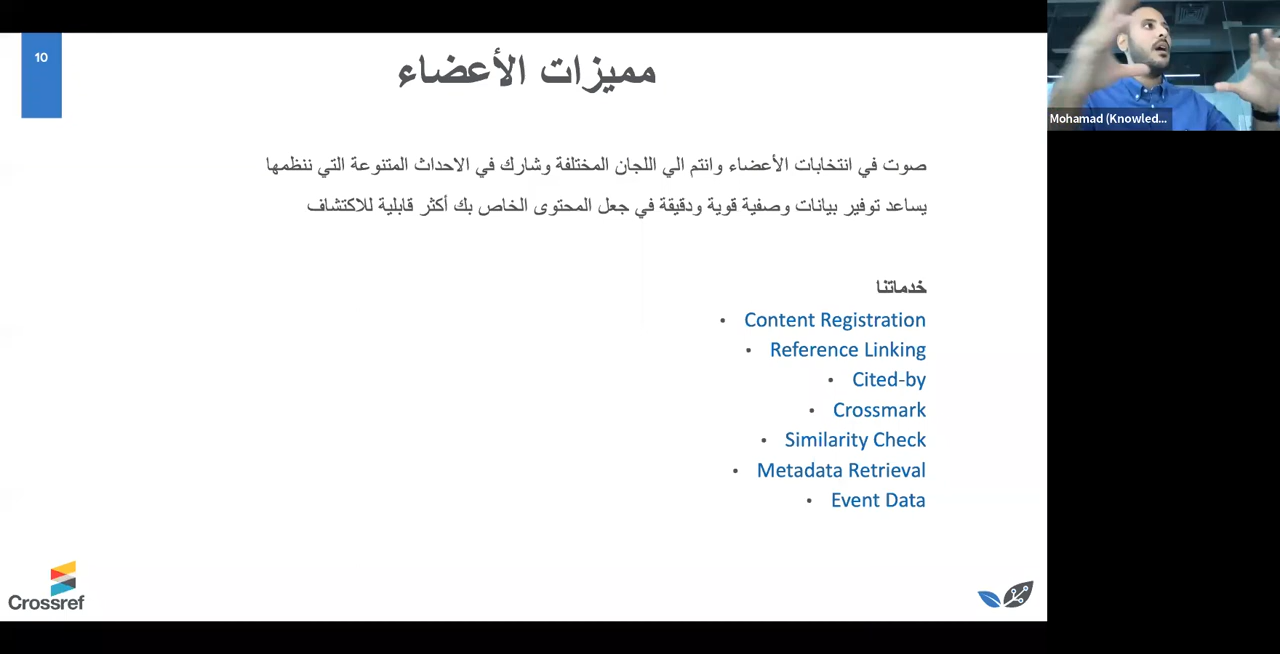 10
مميزات الأعضاء
صوت في انتخابات الأعضاء وانتم الي اللجان المختلفة وشارك في الاحداث المتنوعة التي ننظمها
يساعد توفير بيانات وصفية قوية ودقيقة في جعل المحتوى الخاص بك أكثر قابلية للاكتشاف
خدماتنا
• Content Registration
• Reference Linking
• Cited-by
• Crossmark
• Similarity Check
• Metadata Retrieval
• Event Data
Crossref
Mohamad (Knowled...